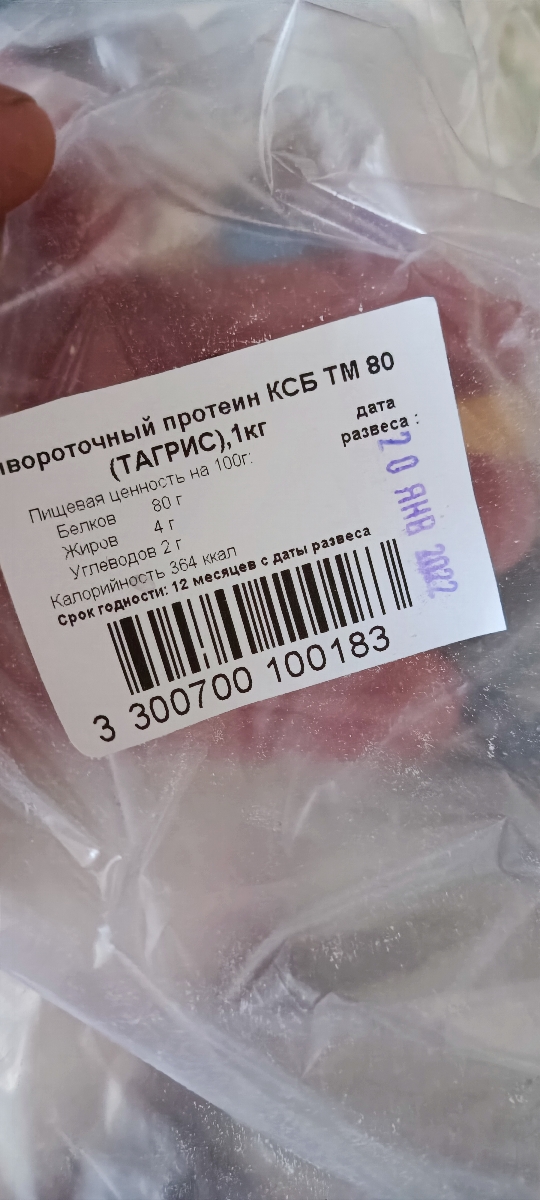 ывороточный протеин КСБ ТМ 80
(ТАГРИС),1кг
Пищевая ценность на 100г:
Белков 80 г
Жиров 4 г
Углеводов 2 г
Калорийность 364 ккал
Срок годности: 12 месяцев с даты развеса
дата
развеса :
20 ЯНВ 2022
3 300700 100183